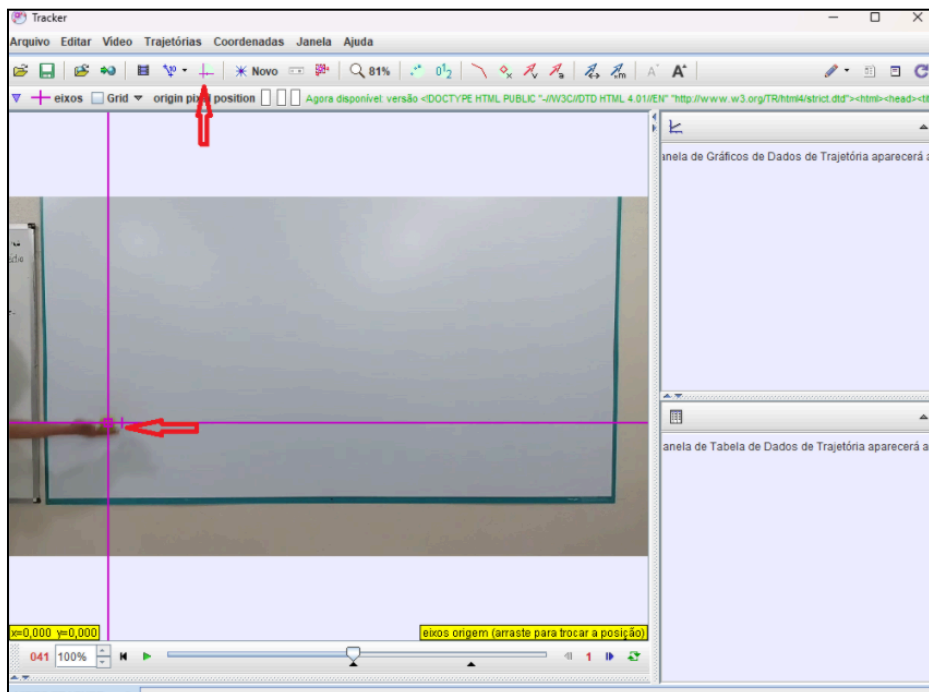 Tracker
Arquivo Editar Video Trajetórias Coordenadas Janela Ajuda
Novo 81%
eixos Grid origin pixel position Agora disponível: versão <!DOCTYPE HTML PUBLIC "-//W3C//DTD HTML 4.01//EN" "http://www.w3.org/TR/html4/strict.dtd"><html><head><tit
anela de Gráficos de Dados de Trajetória aparecerá a
anela de Tabela de Dados de Trajetória aparecerá a
x=0,000 y=0,000 eixos origem (arraste para trocar a posição)
041 100% 1